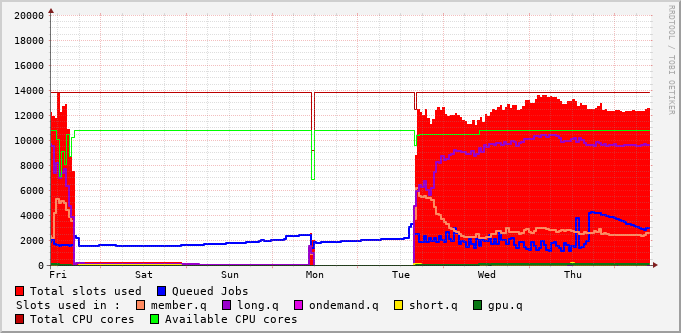 20000
18000
16000
14000
12000
10000
8000
6000
4000
2000
0
Fri Sat Sun Mon Tue Wed Thu
Total slots used Queued Jobs
Slots used in : member.q long.q ondemand.q short.q gpu.q
Total CPU cores Available CPU cores
RRDTOOL / TOBI OETIKER